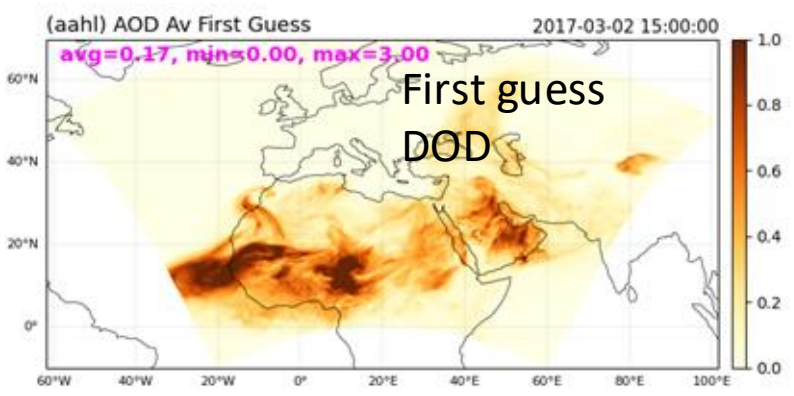 (aahl) AOD Av First Guess 2017-03-02 15:00:00
avg=0.17, min=0.00, max=3.00
First guess
DOD
1.0
0.8
0.6
0.4
0.2
0.0
60°N
40°N
20°N
0°
60°W 40°W 20°W 0° 20°E 40°E 60°E 80°E 100°E